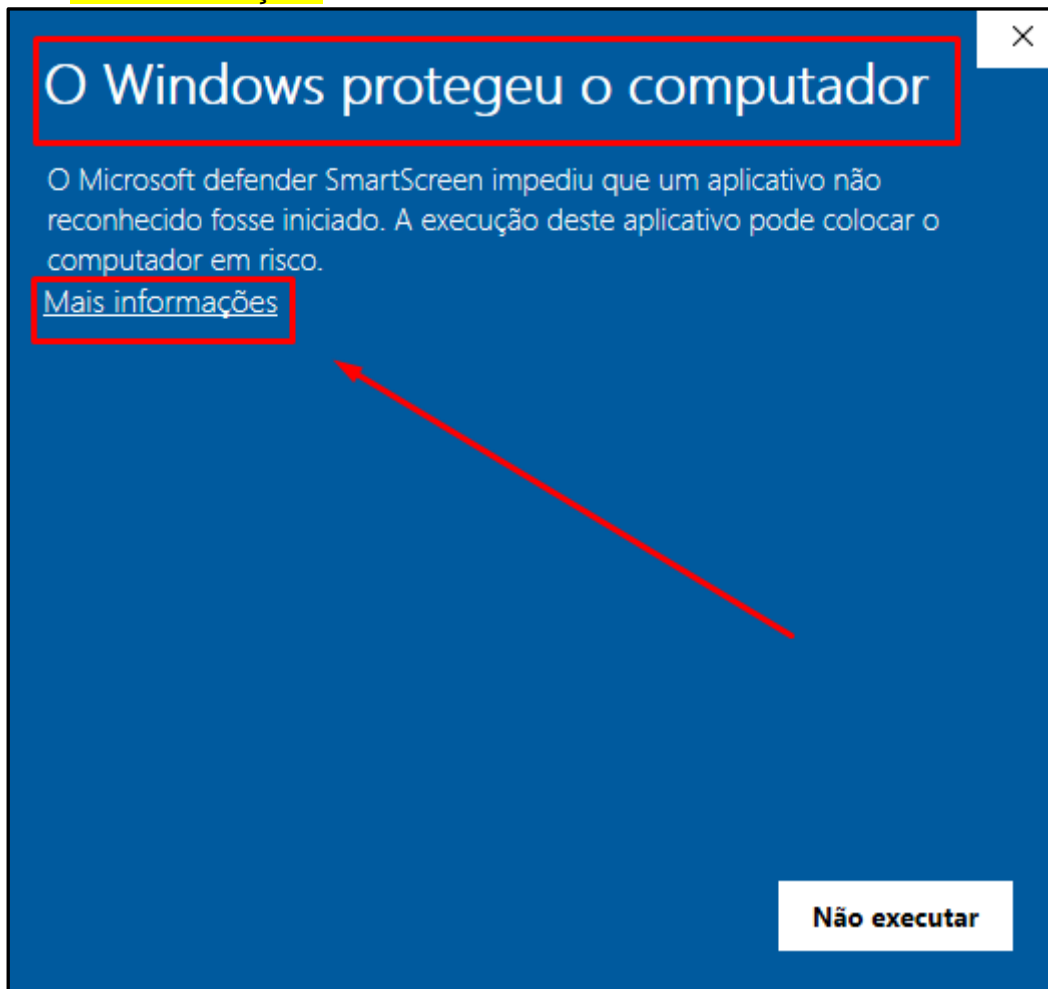 O Windows protegeu o computador
O Microsoft defender SmartScreen impediu que um aplicativo não
reconhecido fosse iniciado. A execução deste aplicativo pode colocar o
computador em risco.
Mais informações
Não executar